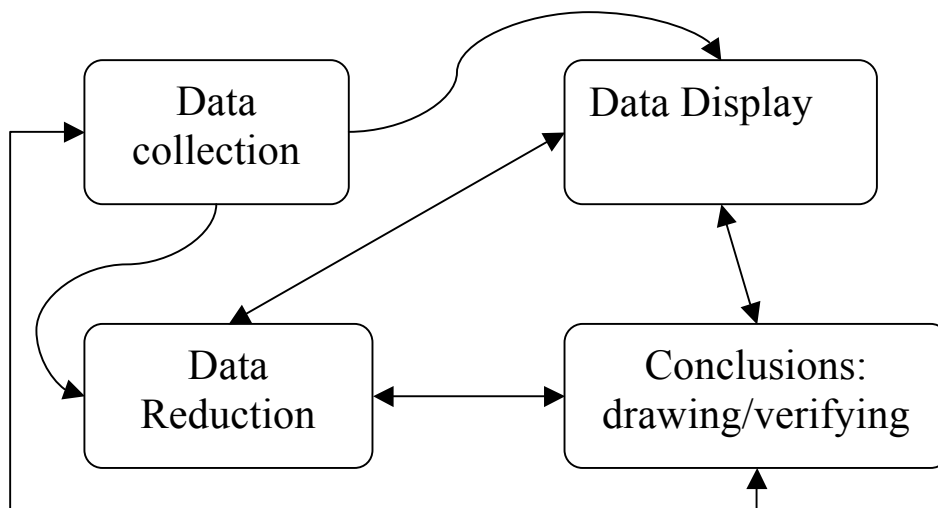 Data
collection
Data Display
Data
Reduction
Conclusions:
drawing/verifying